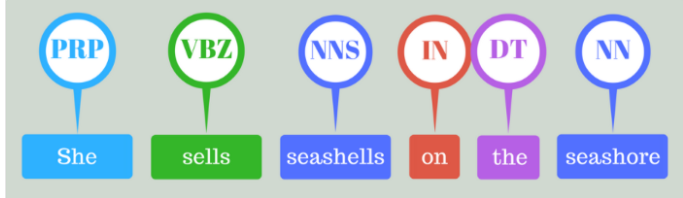 PRP VBZ NNS IN DT NN
She sells seashells on the seashore